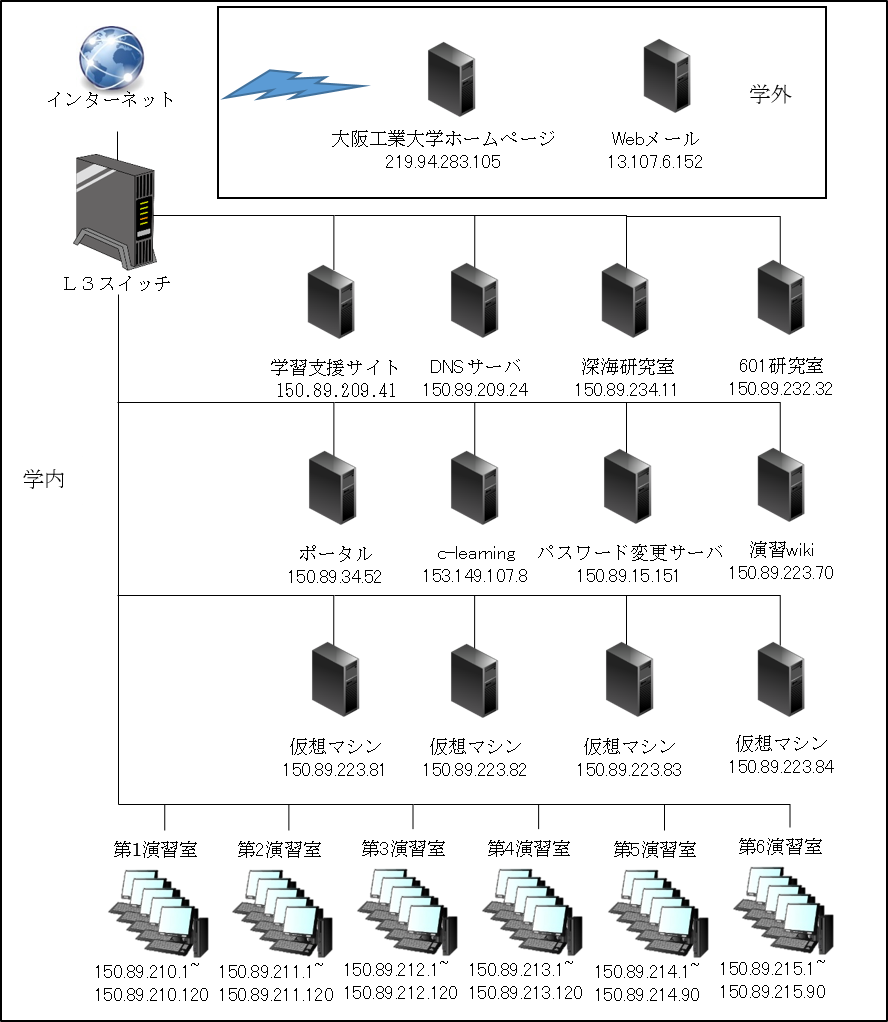 インターネット
学外
大阪工業大学ホームページ
219.94.283.105
Webメール
13.107.6.152
L3スイッチ
学習支援サイト
150.89.209.41
DNSサーバ
150.89.209.24
深海研究室
150.89.234.11
601研究室
150.89.232.32
学内
ポータル
150.89.34.52
c-learning
153.149.107.8
パスワード変更サーバ
150.89.15.151
演習wiki
150.89.223.70
仮想マシン
150.89.223.81
仮想マシン
150.89.223.82
仮想マシン
150.89.223.83
仮想マシン
150.89.223.84
第1演習室
150.89.210.1~
150.89.210.120
第2演習室
150.89.211.1~
150.89.211.120
第3演習室
150.89.212.1~
150.89.212.120
第4演習室
150.89.213.1~
150.89.213.120
第5演習室
150.89.214.1~
150.89.214.90
第6演習室
150.89.215.1~
150.89.215.90